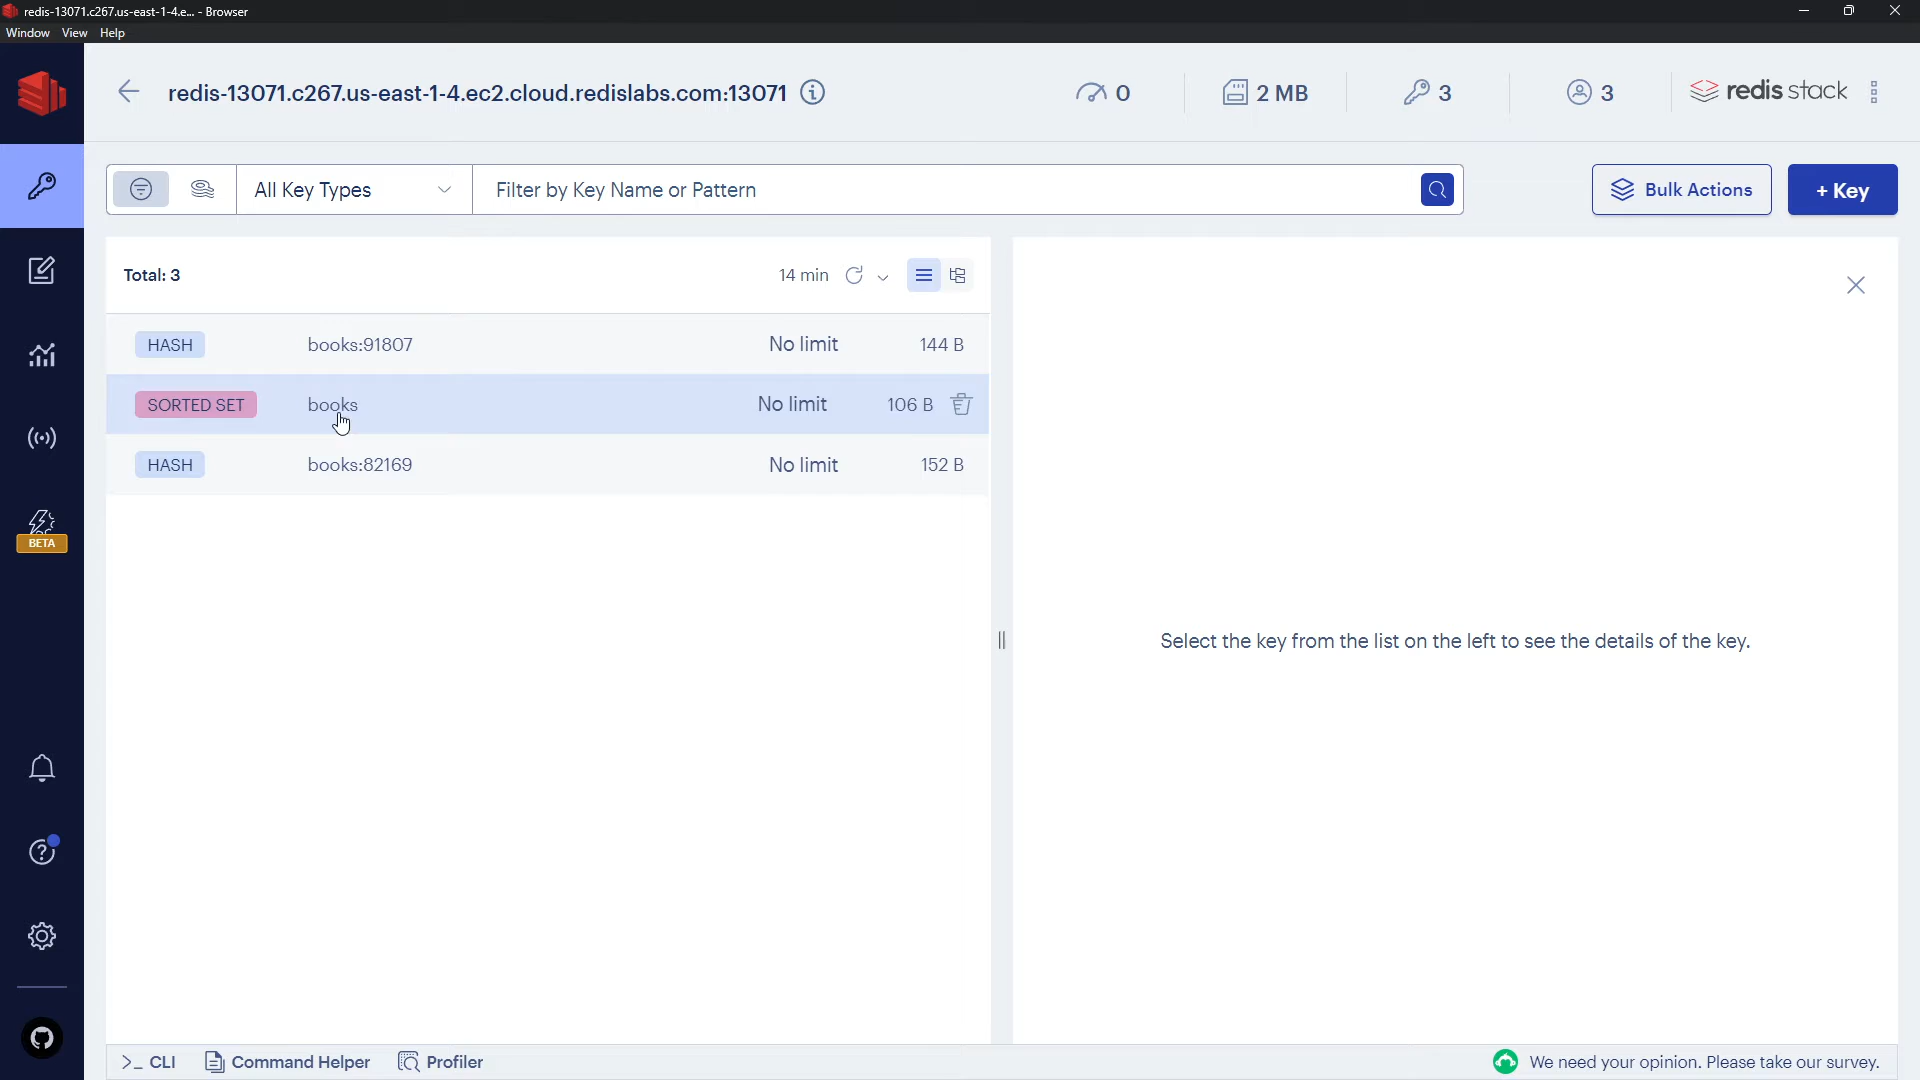 redis-13071.c267.us-east-1-4.e... - Browser
Window View Help
redis-13071.c267.us-east-1-4.ec2.cloud.redislabs.com:13071
0
2 MB
3
3
redis stack
All Key Types
Filter by Key Name or Pattern
Bulk Actions
+ Key
Total: 3
14 min
HASH books:91807 No limit 144 B
SORTED SET books No limit 106 B
HASH books:82169 No limit 152 B
BETA
Select the key from the list on the left to see the details of the key.
>_ CLI
Command Helper
Profiler
We need your opinion. Please take our survey.